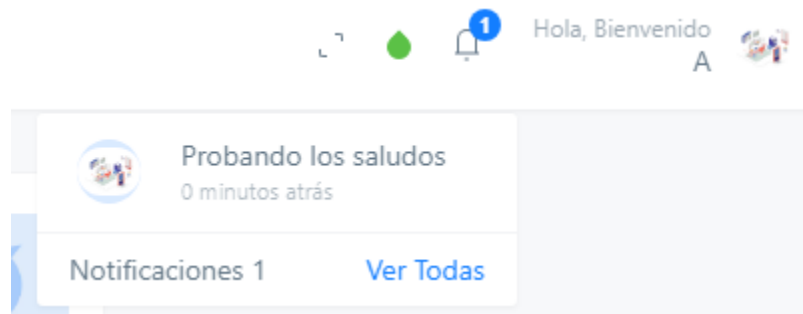 1
Hola, Bienvenido
A
Probando los saludos
0 minutos atrás
Notificaciones 1
Ver Todas